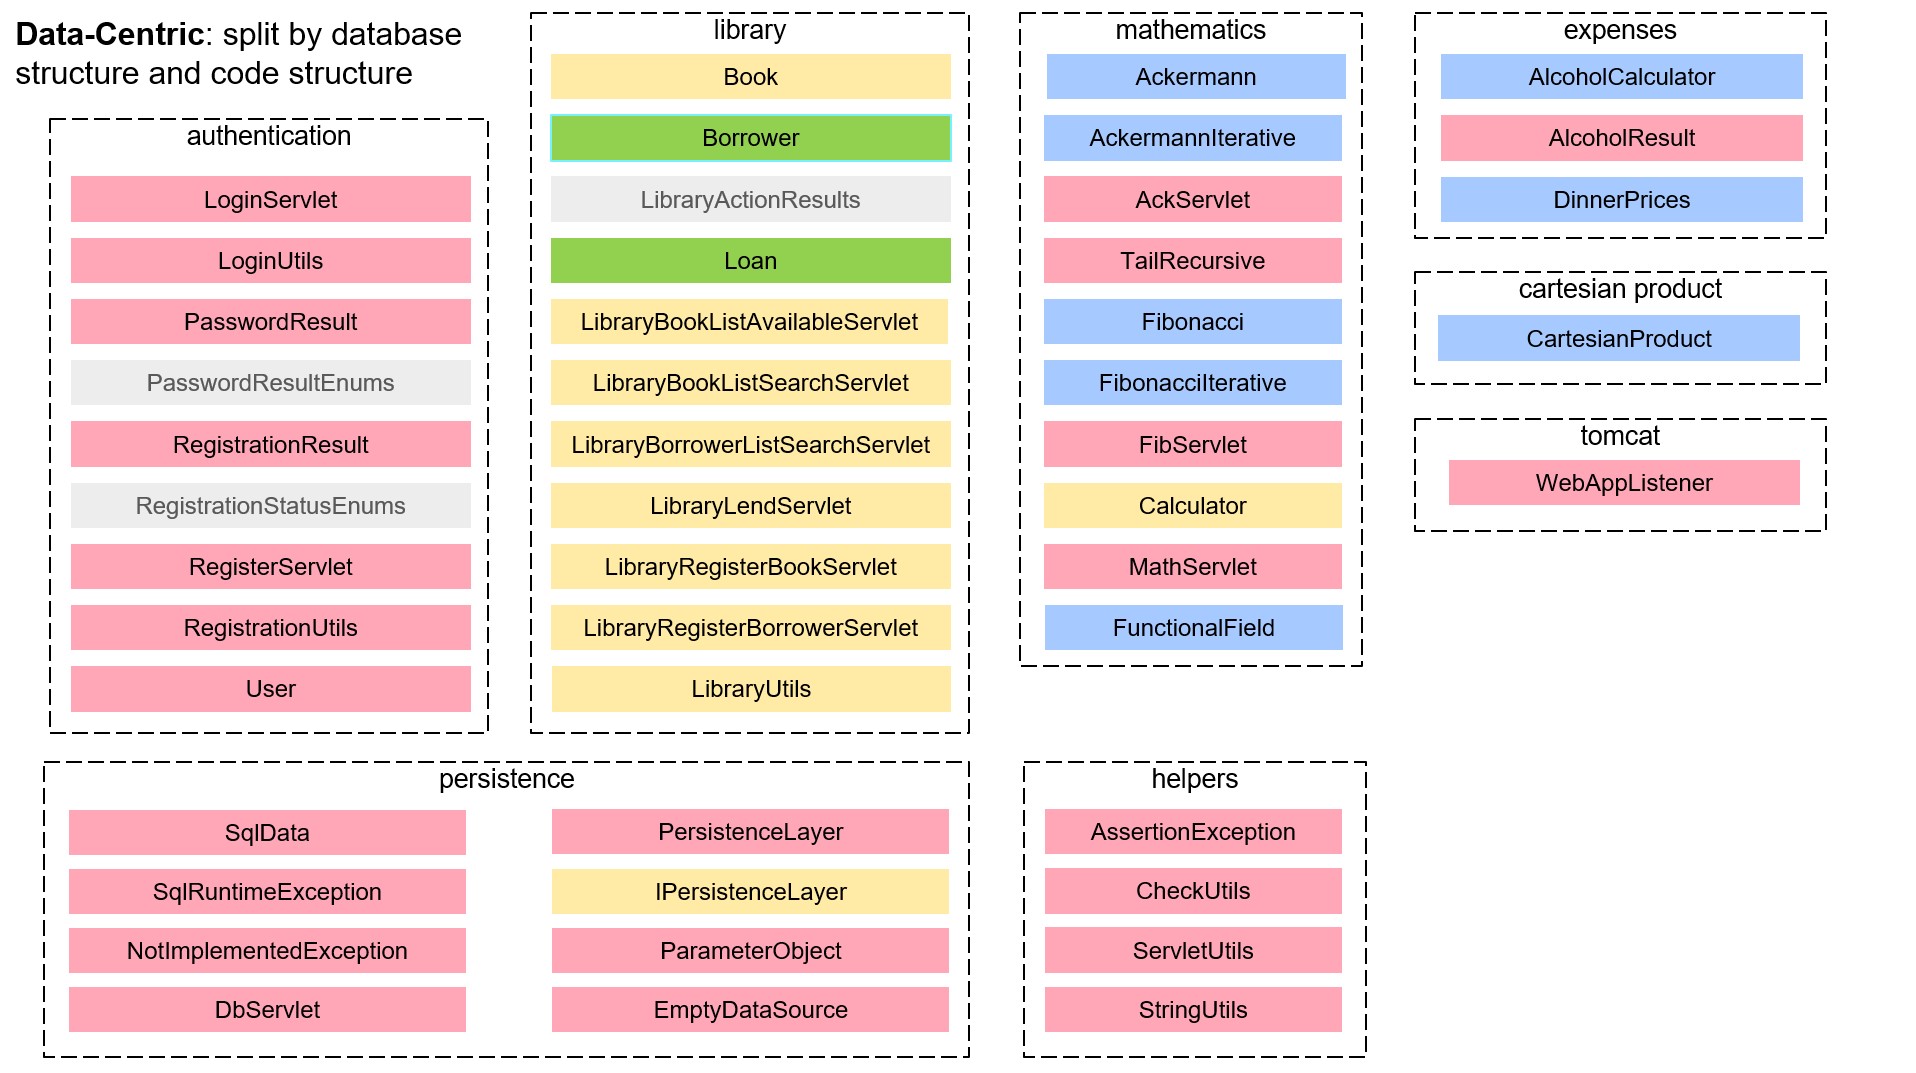 Data-Centric: split by database
structure and code structure
authentication
LoginServlet
LoginUtils
PasswordResult
PasswordResultEnums
RegistrationResult
RegistrationStatusEnums
RegisterServlet
RegistrationUtils
User
library
Book
Borrower
LibraryActionResults
Loan
LibraryBookListAvailableServlet
LibraryBookListSearchServlet
LibraryBorrowerListSearchServlet
LibraryLendServlet
LibraryRegisterBookServlet
LibraryRegisterBorrowerServlet
LibraryUtils
mathematics
Ackermann
AckermannIterative
AckServlet
TailRecursive
Fibonacci
FibonacciIterative
FibServlet
Calculator
MathServlet
FunctionalField
expenses
AlcoholCalculator
AlcoholResult
DinnerPrices
cartesian product
CartesianProduct
tomcat
WebAppListener
persistence
SqlData
SqlRuntimeException
NotImplementedException
DbServlet
PersistenceLayer
IPersistenceLayer
ParameterObject
EmptyDataSource
helpers
AssertionException
CheckUtils
ServletUtils
StringUtils